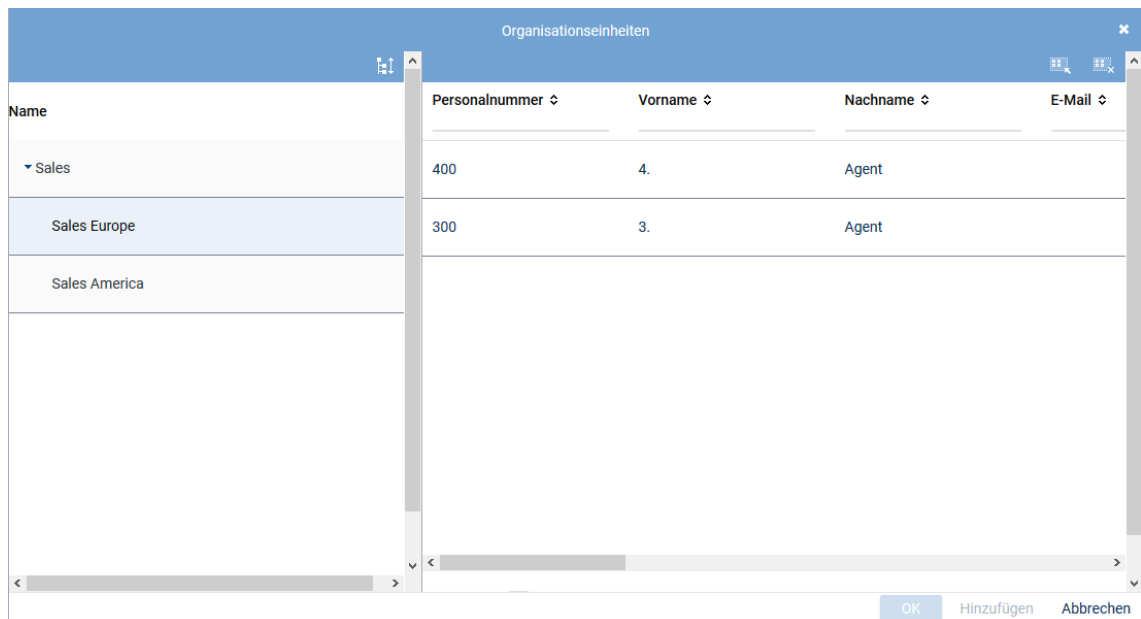 Organisationseinheiten
Name
Sales
Sales Europe
Sales America
Personalnummer Vorname Nachname E-Mail
400 4. Agent
300 3. Agent
OK Hinzufügen Abbrechen